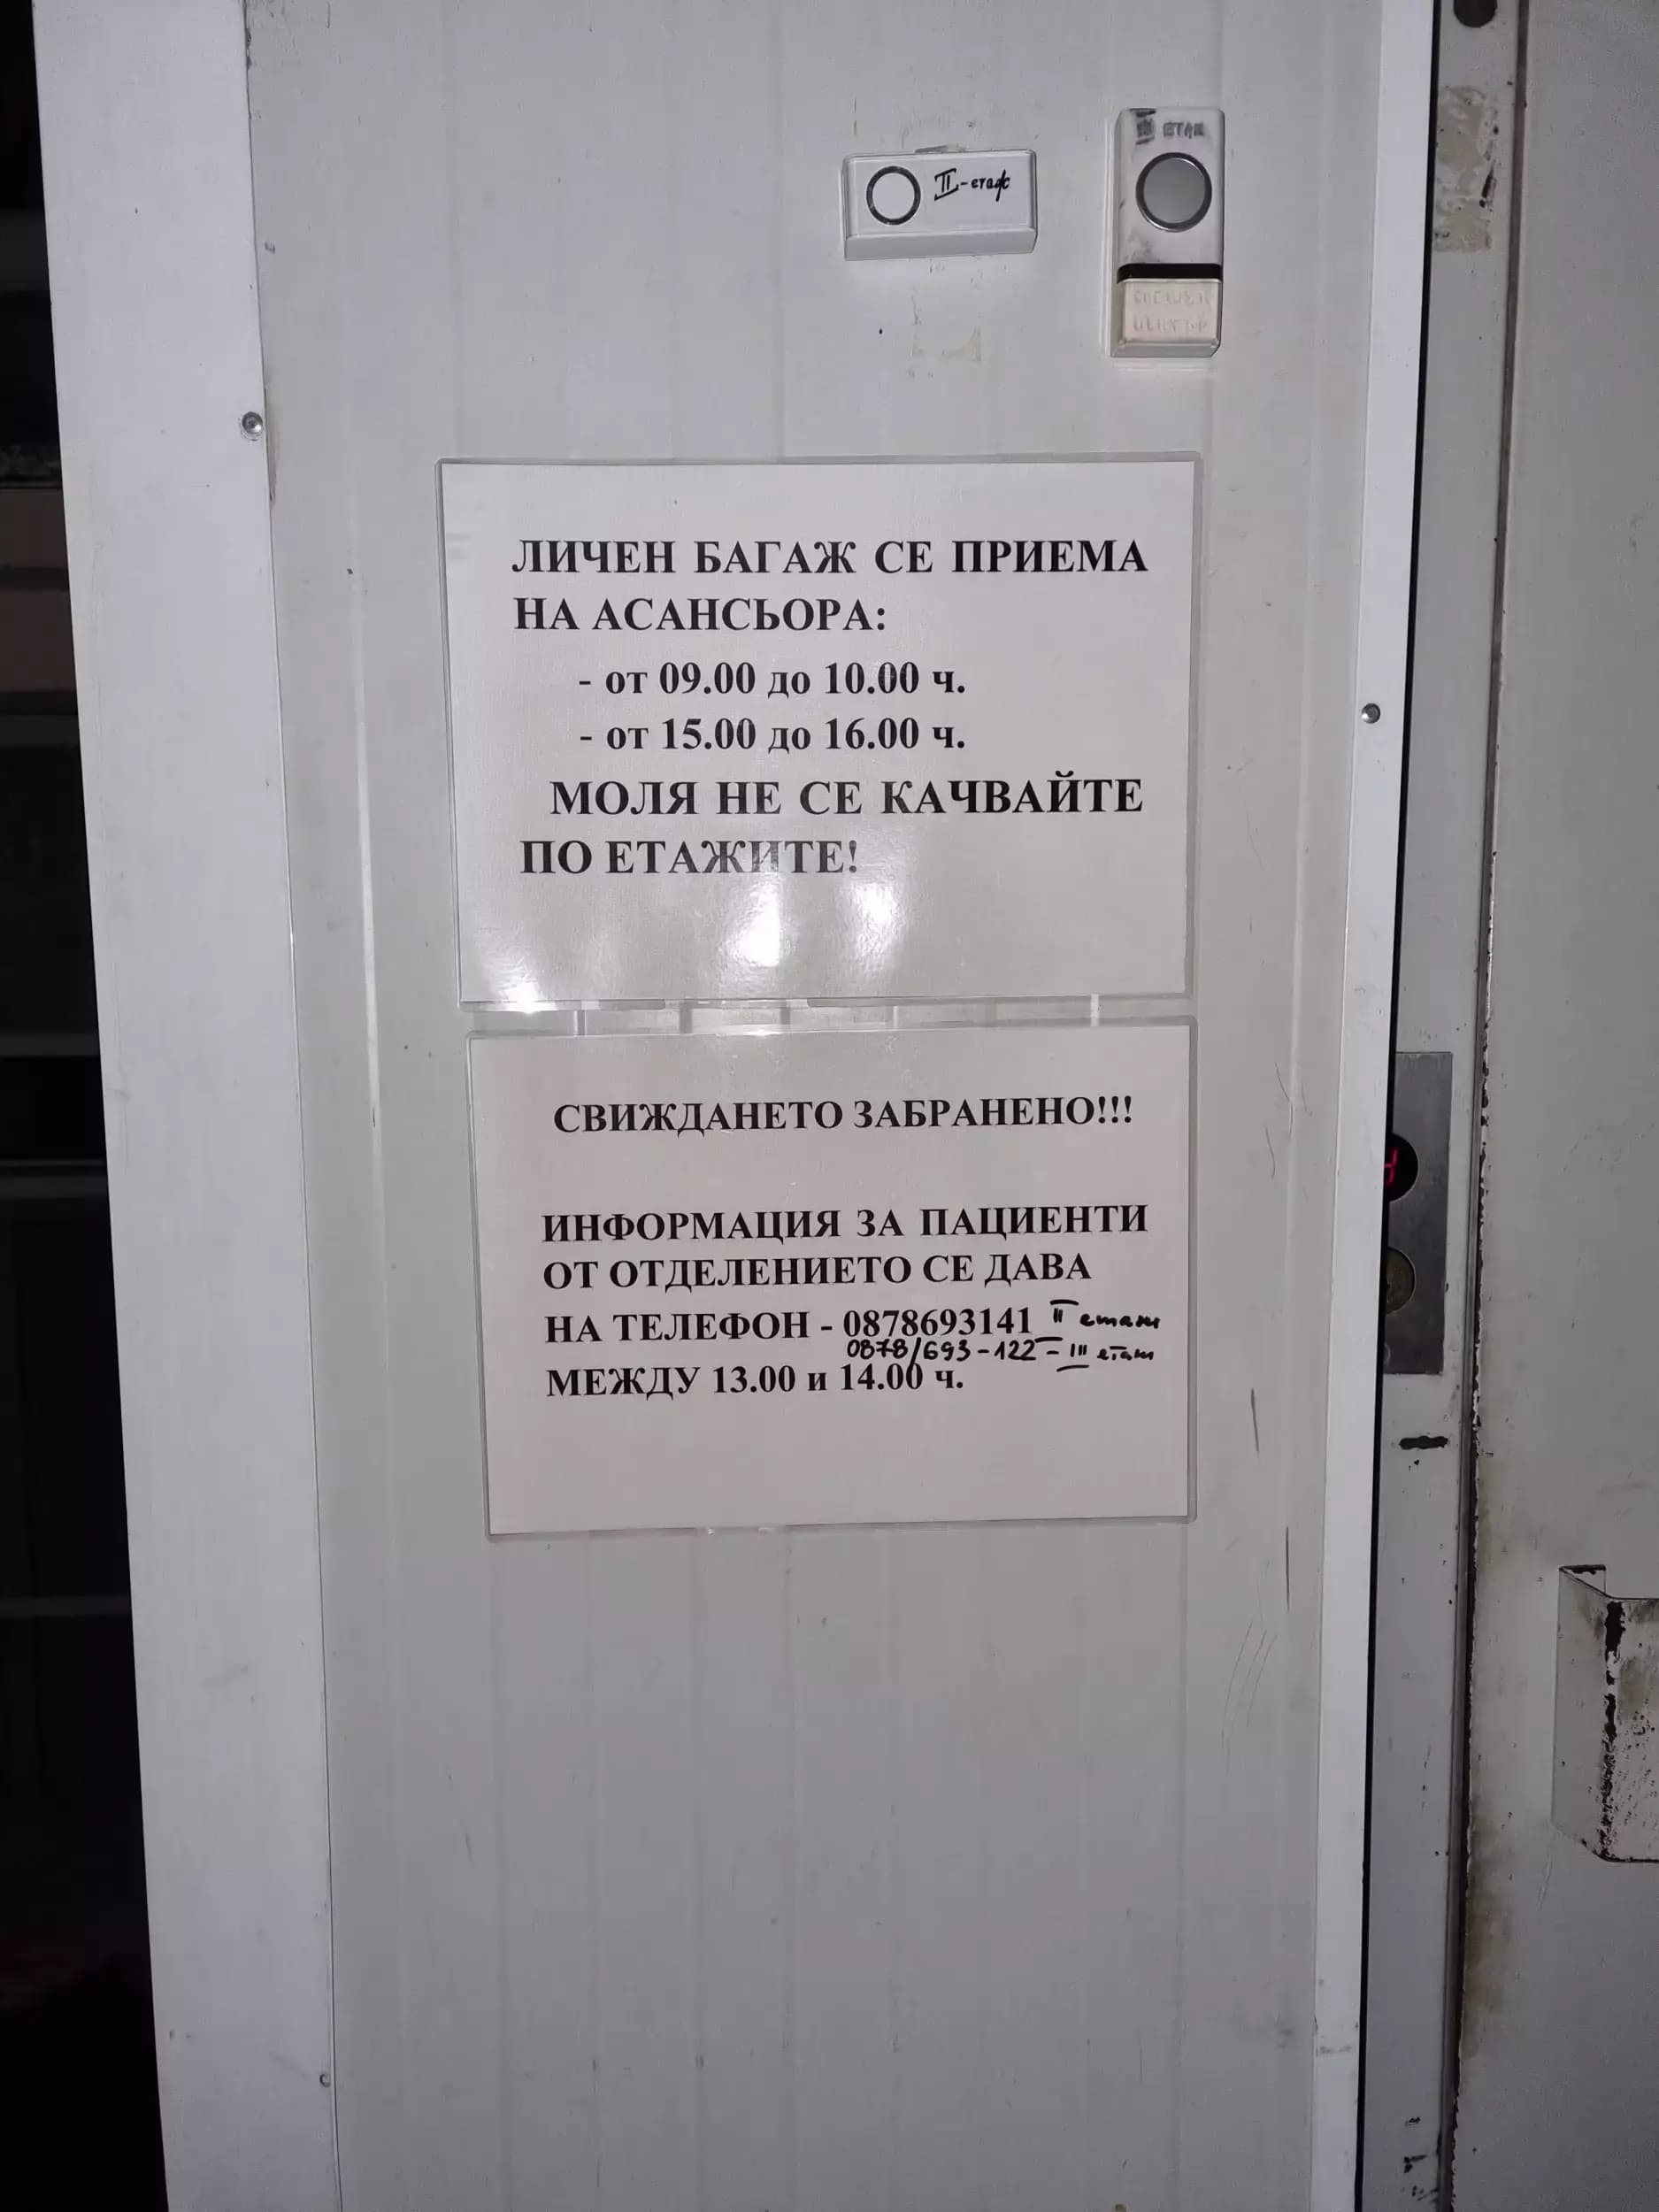 II-етаж
III ЕТАЖ
ЛИЧЕН БАГАЖ СЕ ПРИЕМА
НА АСАНСЬОРА:
- от 09.00 до 10.00 ч.
- от 15.00 до 16.00 ч.
МОЛЯ НЕ СЕ КАЧВАЙТЕ
ПО ЕТАЖИТЕ!
СВИЖДАНЕТО ЗАБРАНЕНО!!!
ИНФОРМАЦИЯ ЗА ПАЦИЕНТИ
ОТ ОТДЕЛЕНИЕТО СЕ ДАВА
НА ТЕЛЕФОН - 0878693141 II етаж
0878/693-122 - III етаж
МЕЖДУ 13.00 и 14.00 ч.